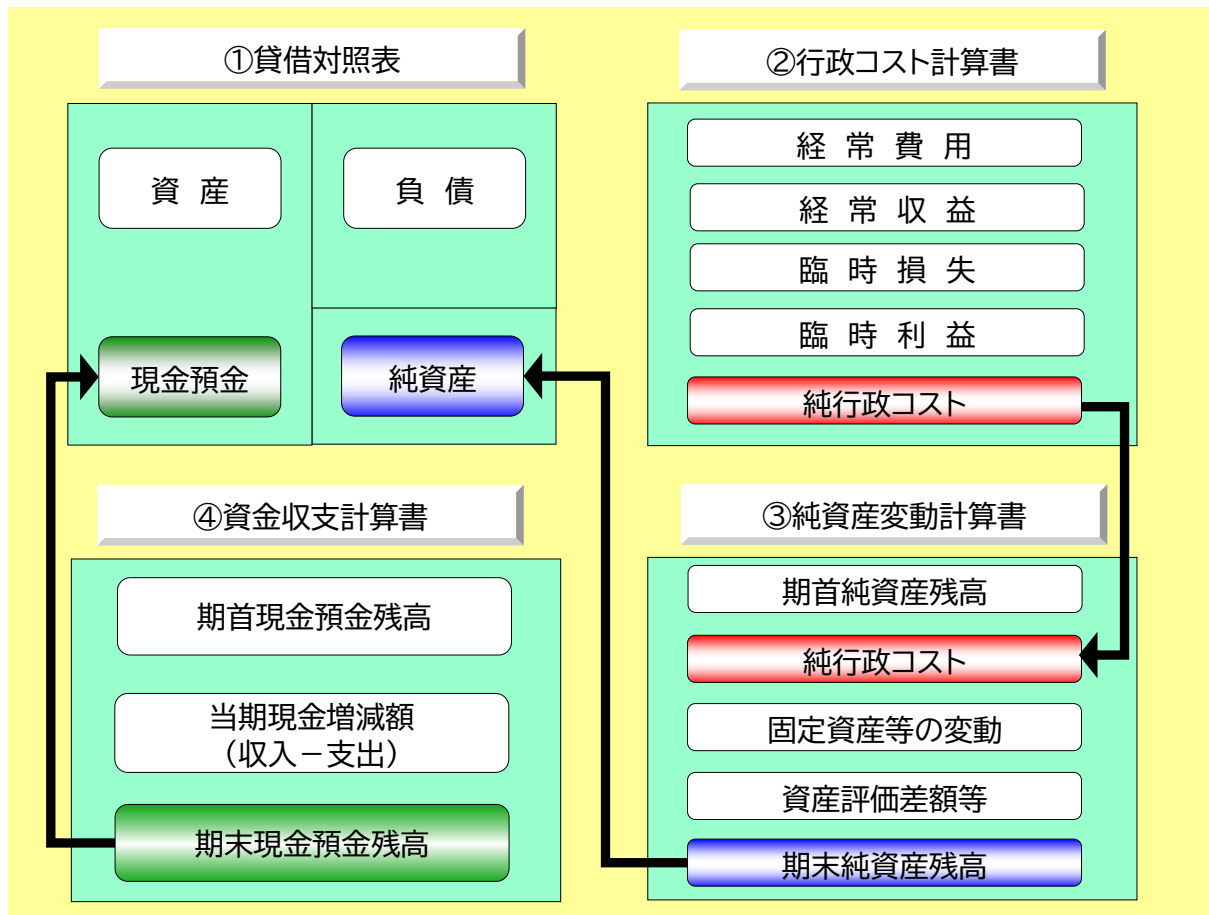 ①貸借対照表
資 産
負 債
現金預金
純資産
②行政コスト計算書
経 常 費 用
経 常 収 益
臨 時 損 失
臨 時 利 益
純行政コスト
④資金収支計算書
期首現金預金残高
当期現金増減額
（収入－支出）
期末現金預金残高
③純資産変動計算書
期首純資産残高
純行政コスト
固定資産等の変動
資産評価差額等
期末純資産残高